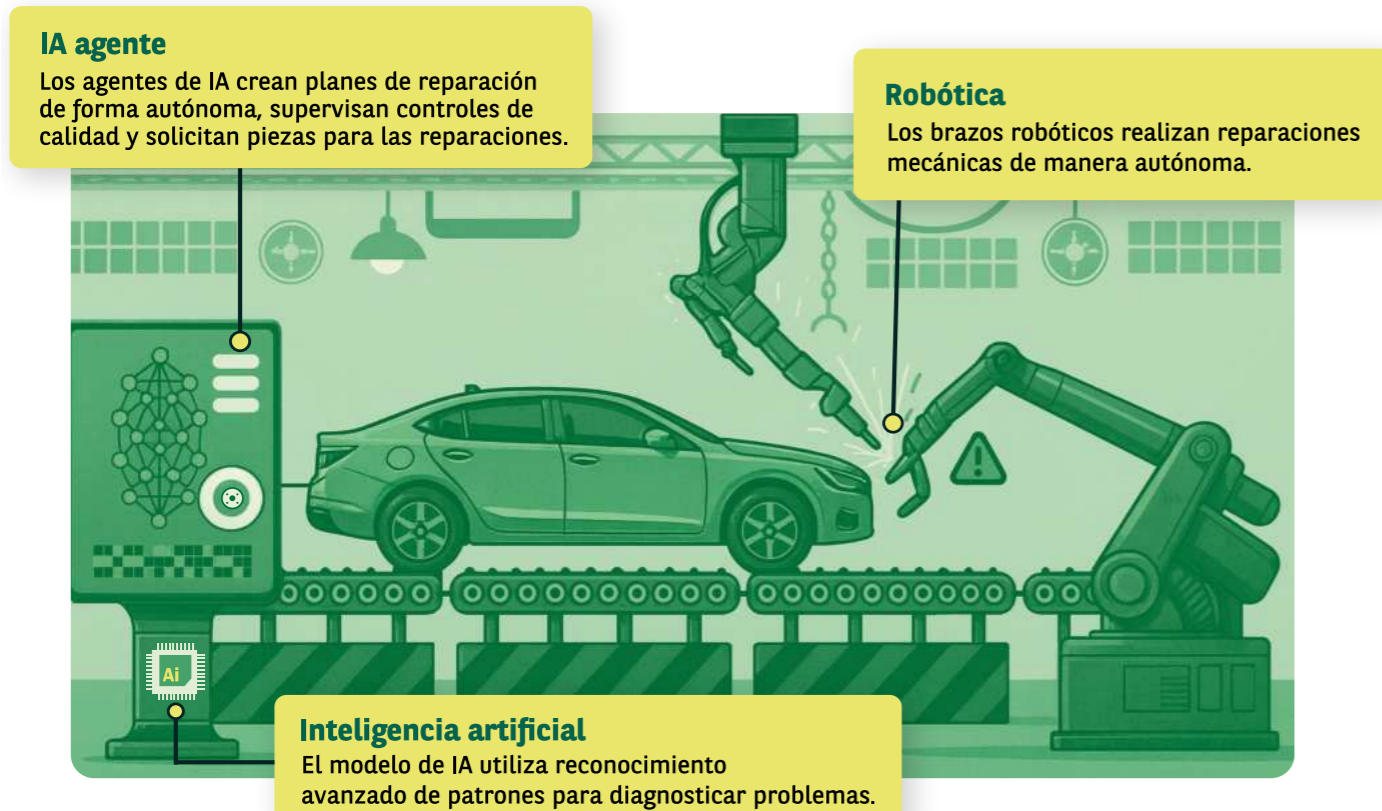 IA agente
Los agentes de IA crean planes de reparación
de forma autónoma, supervisan controles de
calidad y solicitan piezas para las reparaciones.
Robótica
Los brazos robóticos realizan reparaciones
mecánicas de manera autónoma.
Ai
Inteligencia artificial
El modelo de IA utiliza reconocimiento
avanzado de patrones para diagnosticar problemas.